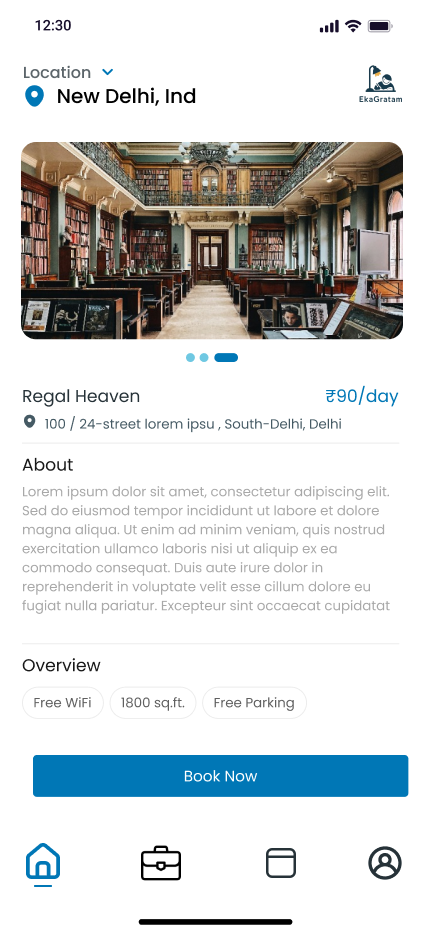 12:30
Location
New Delhi, Ind
EkaGratam
Regal Heaven
₹90/day
100 / 24-street lorem ipsu , South-Delhi, Delhi
About
Lorem ipsum dolor sit amet, consectetur adipiscing elit.
Sed do eiusmod tempor incididunt ut labore et dolore
magna aliqua. Ut enim ad minim veniam, quis nostrud
exercitation ullamco laboris nisi ut aliquip ex ea
commodo consequat. Duis aute irure dolor in
reprehenderit in voluptate velit esse cillum dolore eu
fugiat nulla pariatur. Excepteur sint occaecat cupidatat
Overview
Free WiFi
1800 sq.ft.
Free Parking
Book Now